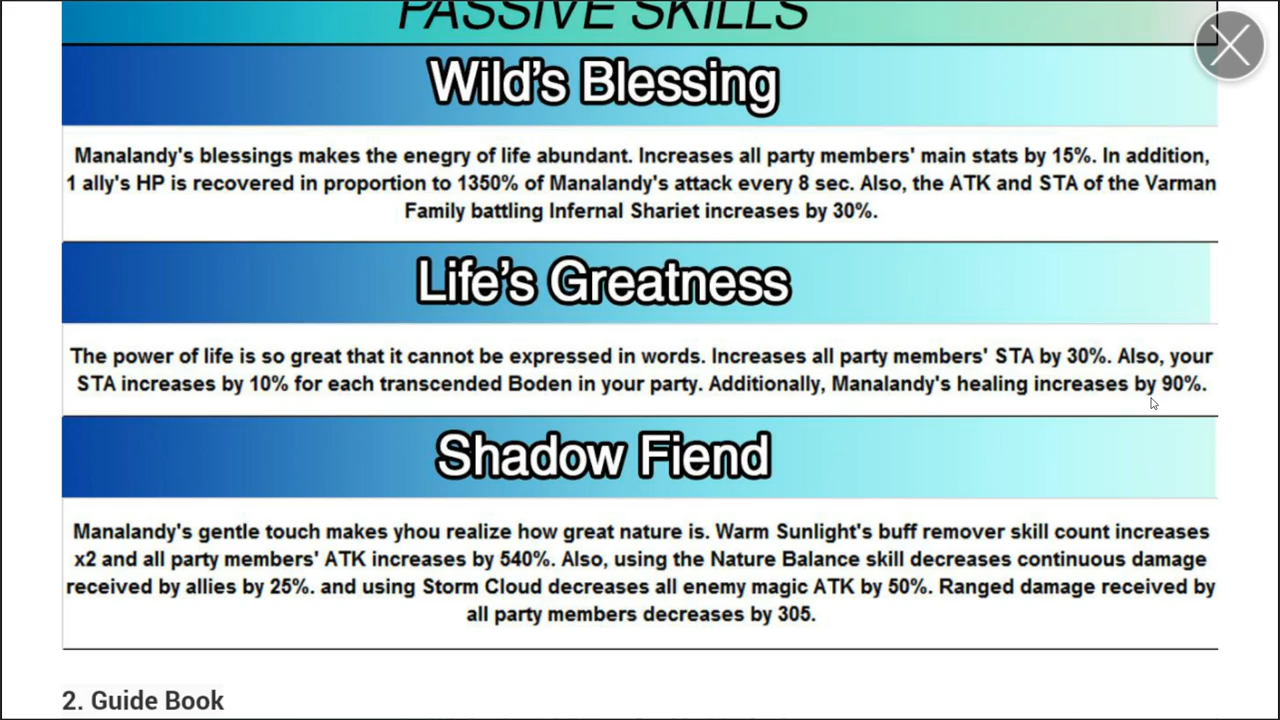 PASSIVE SKILLS
Wild's Blessing
Manalandy's blessings makes the enegry of life abundant. Increases all party members' main stats by 15%. In addition,
1 ally's HP is recovered in proportion to 1350% of Manalandy's attack every 8 sec. Also, the ATK and STA of the Varman
Family battling Infernal Shariet increases by 30%.
Life's Greatness
The power of life is so great that it cannot be expressed in words. Increases all party members' STA by 30%. Also, your
STA increases by 10% for each transcended Boden in your party. Additionally, Manalandy's healing increases by 90%.
Shadow Fiend
Manalandy's gentle touch makes yhou realize how great nature is. Warm Sunlight's buff remover skill count increases
x2 and all party members' ATK increases by 540%. Also, using the Nature Balance skill decreases continuous damage
received by allies by 25%. and using Storm Cloud decreases all enemy magic ATK by 50%. Ranged damage received by
all party members decreases by 305.
2. Guide Book